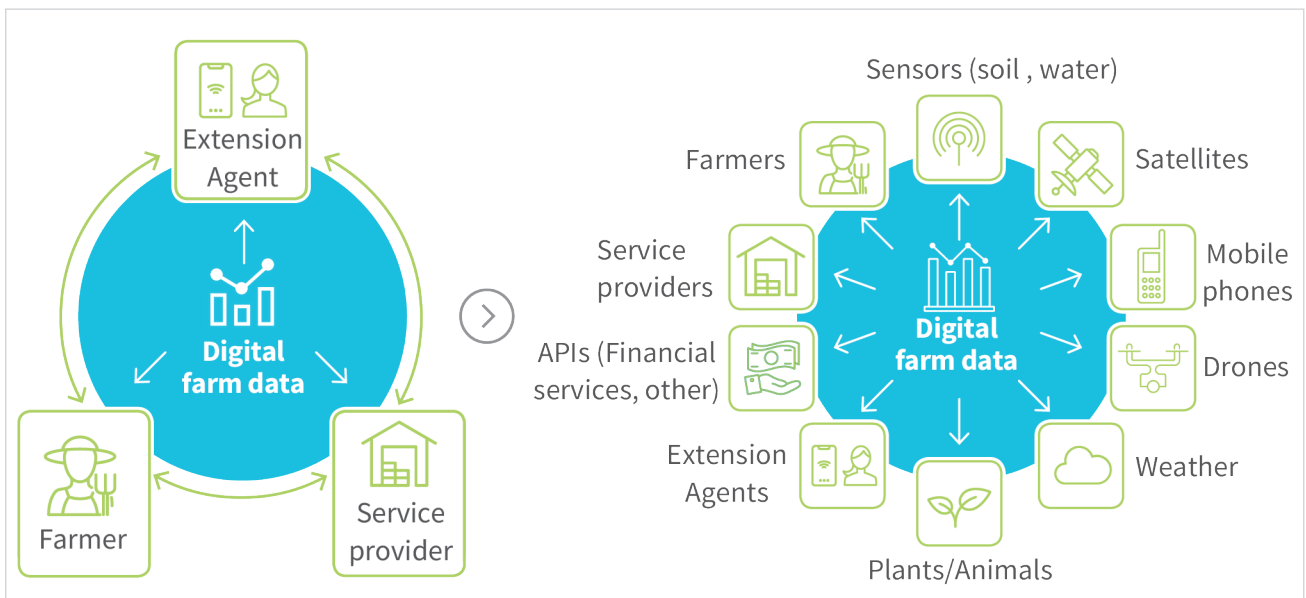 Extension
Agent
Digital
farm data
Farmer
Service
provider
Sensors (soil , water)
Farmers
Satellites
Service
providers
Mobile
phones
Digital
farm data
APIs (Financial
services, other)
Drones
Extension
Agents
Weather
Plants/Animals